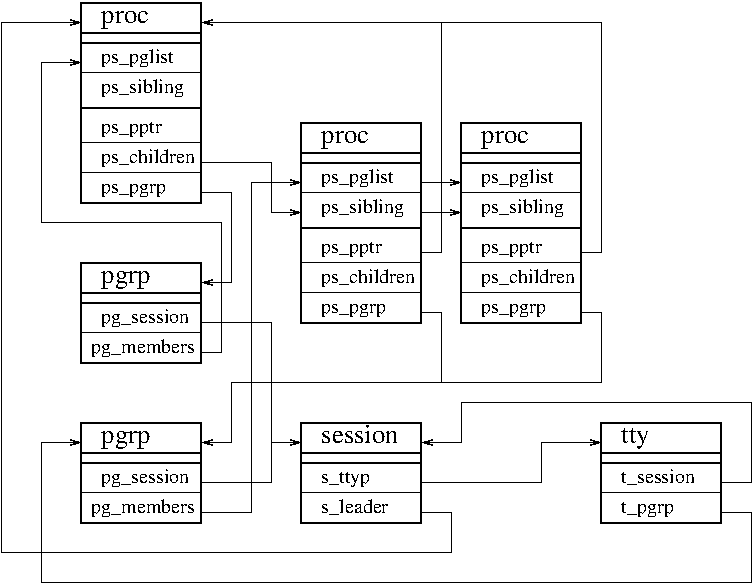 proc
ps_pglist
ps_sibling
ps_pptr
ps_children
ps_pgrp
proc
ps_pglist
ps_sibling
ps_pptr
ps_children
ps_pgrp
proc
ps_pglist
ps_sibling
ps_pptr
ps_children
ps_pgrp
pgrp
pg_session
pg_members
pgrp
pg_session
pg_members
session
s_ttyp
s_leader
tty
t_session
t_pgrp